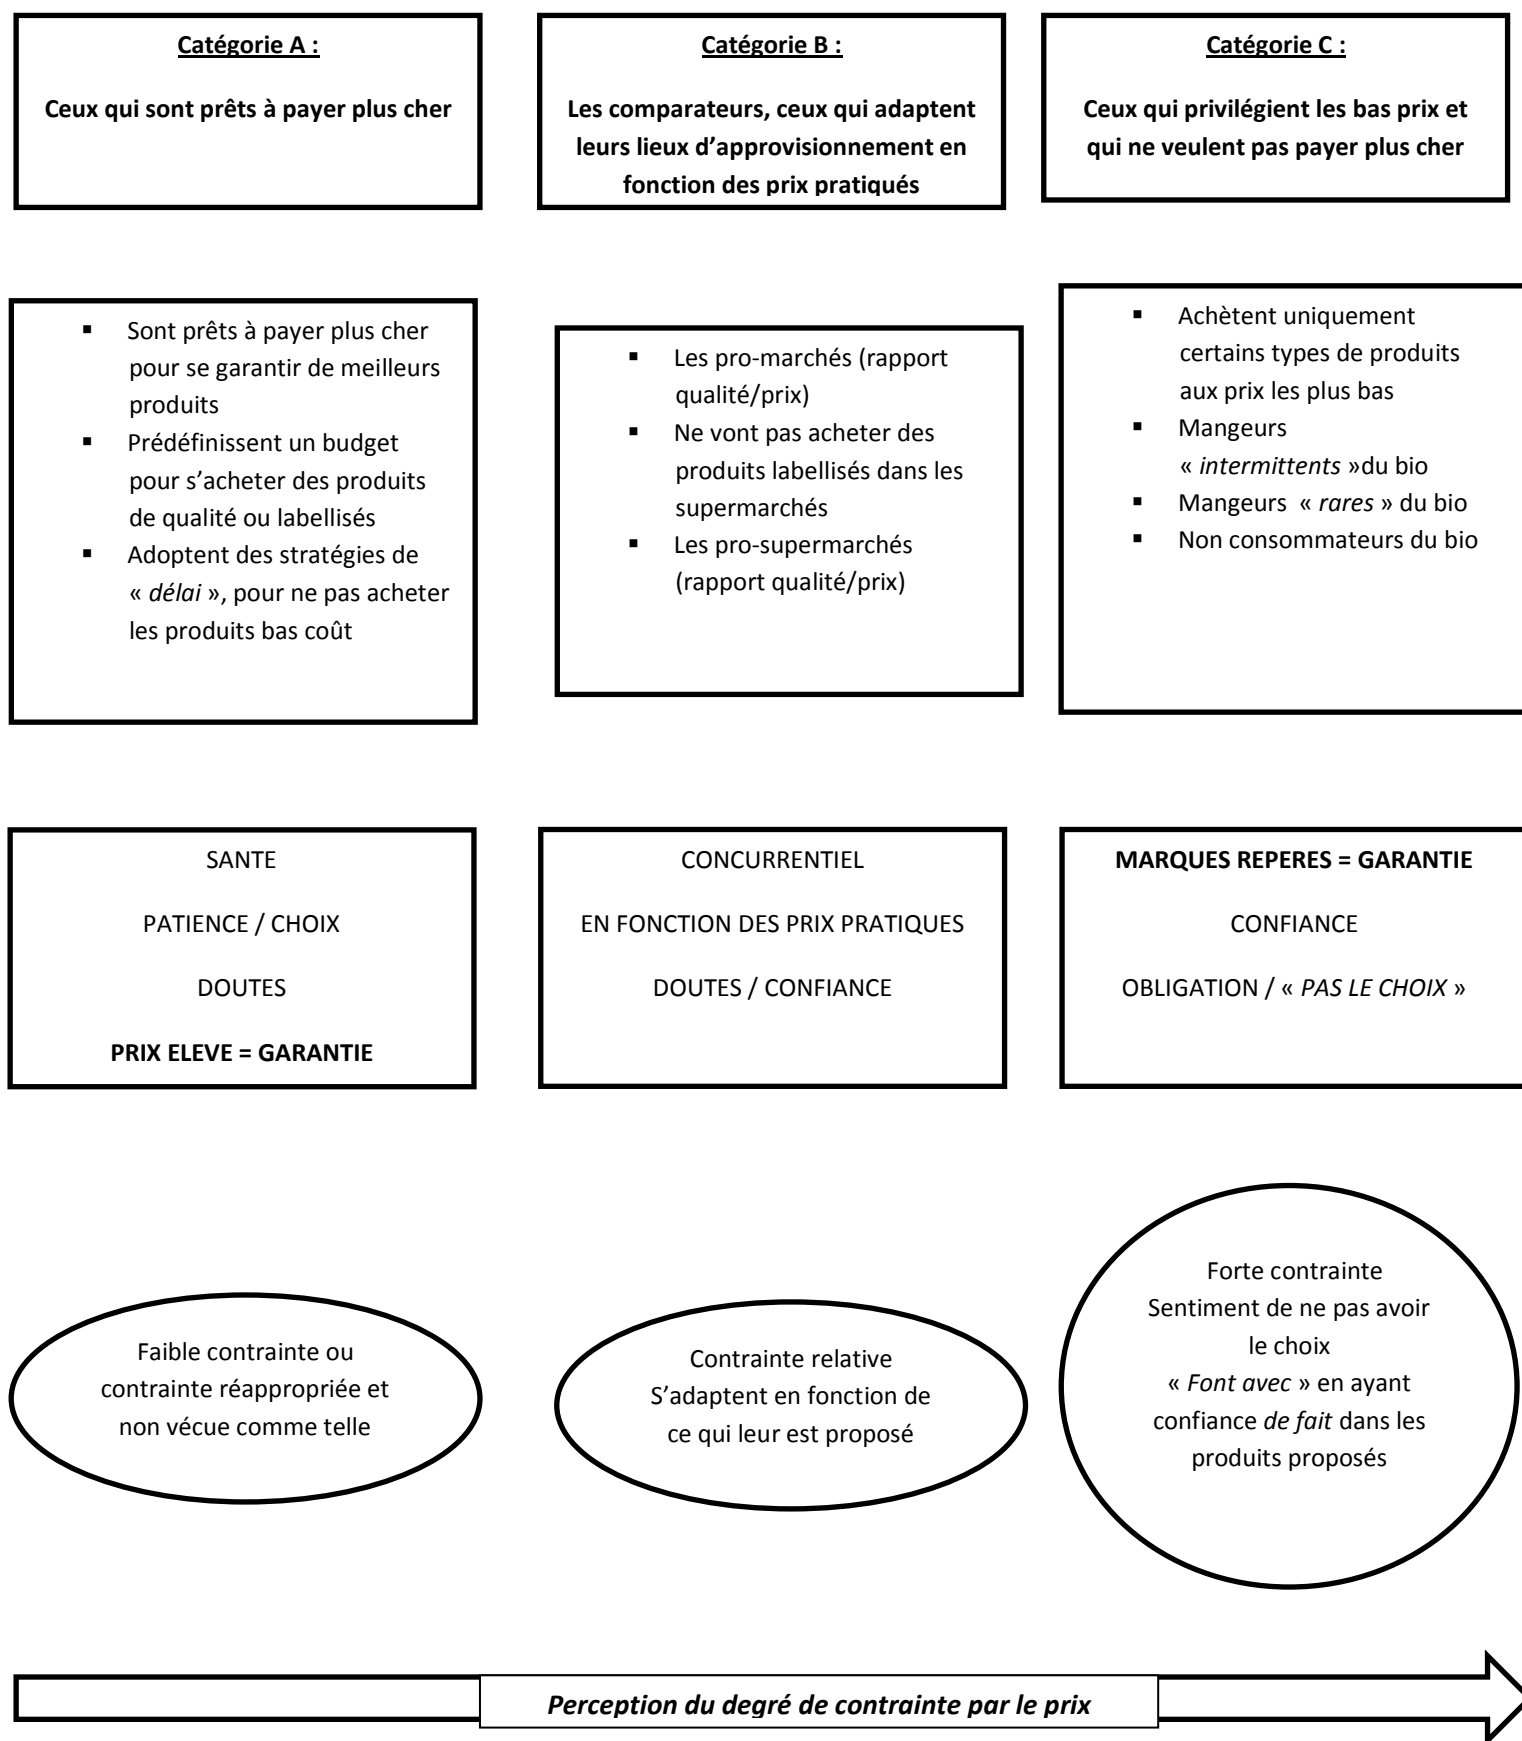 Catégorie A :
Ceux qui sont prêts à payer plus cher
Catégorie B :
Les comparateurs, ceux qui adaptent
leurs lieux d’approvisionnement en
fonction des prix pratiqués
Catégorie C :
Ceux qui privilégient les bas prix et
qui ne veulent pas payer plus cher
▪ Sont prêts à payer plus cher
pour se garantir de meilleurs
produits
▪ Prédéfinissent un budget
pour s’acheter des produits
de qualité ou labellisés
▪ Adoptent des stratégies de
« délai », pour ne pas acheter
les produits bas coût
▪ Les pro-marchés (rapport
qualité/prix)
▪ Ne vont pas acheter des
produits labellisés dans les
supermarchés
▪ Les pro-supermarchés
(rapport qualité/prix)
▪ Achètent uniquement
certains types de produits
aux prix les plus bas
▪ Mangeurs
« intermittents »du bio
▪ Mangeurs « rares » du bio
▪ Non consommateurs du bio
SANTE
PATIENCE / CHOIX
DOUTES
PRIX ELEVE = GARANTIE
CONCURRENTIEL
EN FONCTION DES PRIX PRATIQUES
DOUTES / CONFIANCE
MARQUES REPERES = GARANTIE
CONFIANCE
OBLIGATION / « PAS LE CHOIX »
Faible contrainte ou
contrainte réappropriée et
non vécue comme telle
Contrainte relative
S’adaptent en fonction de
ce qui leur est proposé
Forte contrainte
Sentiment de ne pas avoir
le choix
« Font avec » en ayant
confiance de fait dans les
produits proposés
Perception du degré de contrainte par le prix